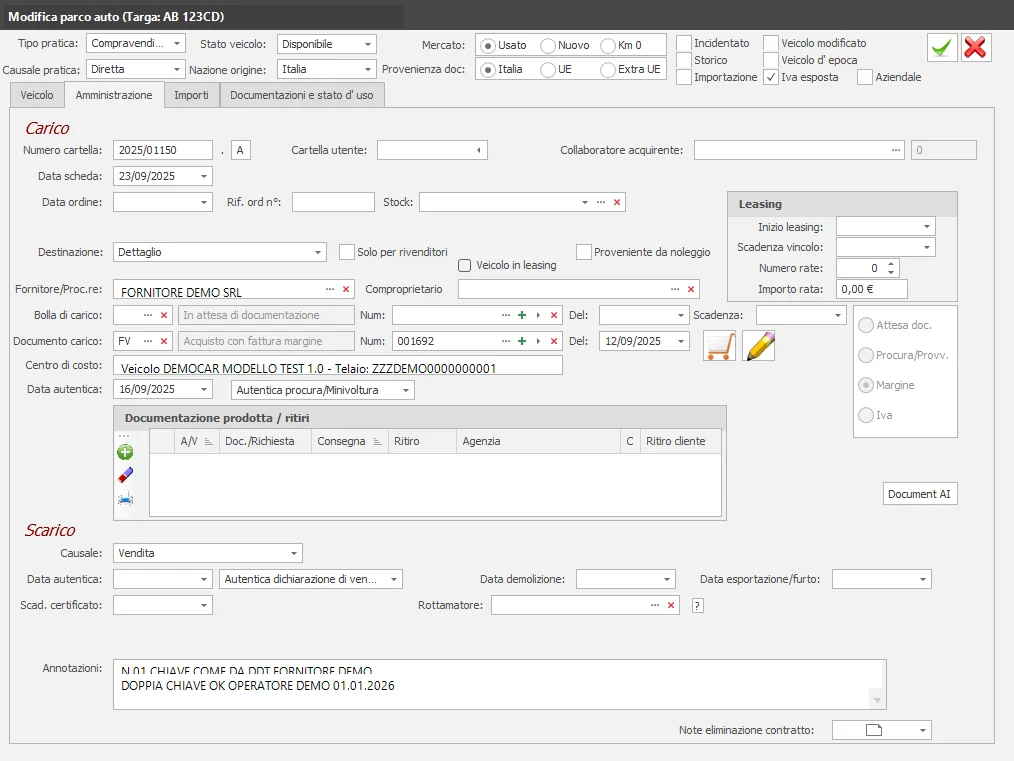 Modifica parco auto (Targa: AB 123CD)
Tipo pratica: Compravendi... Stato veicolo: Disponibile Mercato: Usato Nuovo Km 0 Incidentato Veicolo modificato
Storico Veicolo d' epoca
Causale pratica: Diretta Nazione origine: Italia Provenienza doc: Italia UE Extra UE Importazione Iva esposta Aziendale
Veicolo Amministrazione Importi Documentazioni e stato d' uso
Carico
Numero cartella: 2025/01150 . A Cartella utente: Collaboratore acquirente: 0
Data scheda: 23/09/2025
Data ordine: Rif. ord n°: Stock:
Leasing
Inizio leasing:
Scadenza vincolo:
Numero rate: 0
Importo rata: 0,00 €
Destinazione: Dettaglio Solo per rivenditori Proveniente da noleggio
Veicolo in leasing
Fornitore/Proc.re: FORNITORE DEMO SRL Comproprietario
Bolla di carico: In attesa di documentazione Num: Del: Scadenza:
Documento carico: FV Acquisto con fattura margine Num: 001692 Del: 12/09/2025
Attesa doc.
Procura/Provv.
Margine
Iva
Centro di costo: Veicolo DEMOCAR MODELLO TEST 1.0 - Telaio: ZZZDEMO0000000001
Data autentica: 16/09/2025 Autentica procura/Minivoltura
Documentazione prodotta / ritiri
A/V Doc./Richiesta Consegna Ritiro Agenzia C Ritiro cliente
Document AI
Scarico
Causale: Vendita
Data autentica: Autentica dichiarazione di ven... Data demolizione: Data esportazione/furto:
Scad. certificato: Rottamatore: ?
Annotazioni: N.01 CHIAVE COME DA DDT FORNITORE DEMO
DOPPIA CHIAVE OK OPERATORE DEMO 01.01.2026
Note eliminazione contratto: